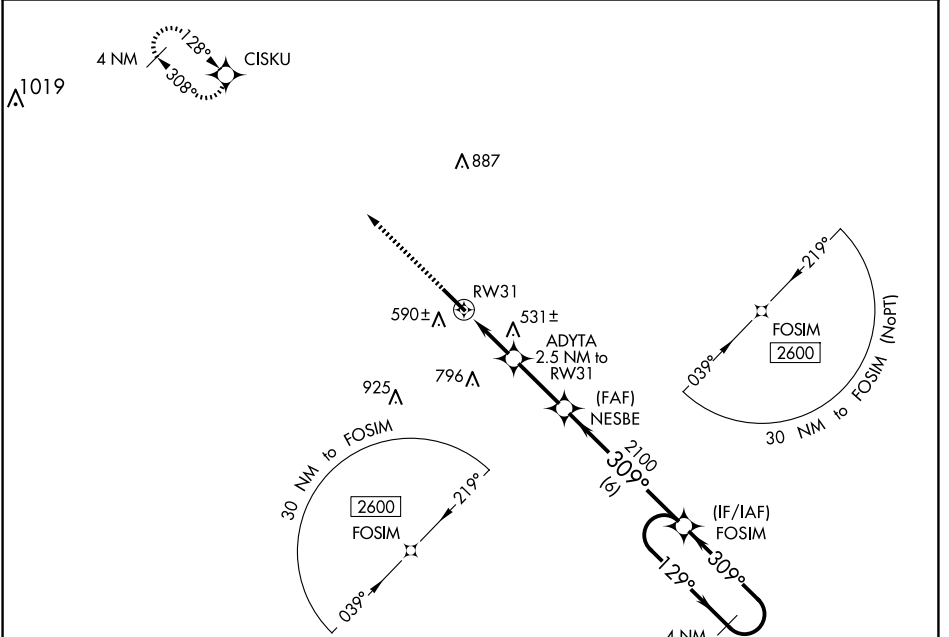 4 NM
128°
308°
CISKU
1019
887
RW31
590±
531±
ADYTA
2.5 NM to
RW31
796
925
(FAF)
NESBE
2100
309°
(6)
(IF/IAF)
FOSIM
309°
129°
4 NM
219°
FOSIM
2600
039°
30 NM to FOSIM (NoPT)
30 NM to FOSIM
2600
FOSIM
219°
039°